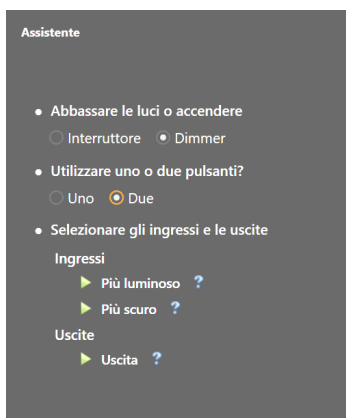 Assistente
Abbassare le luci o accendere
Interruttore Dimmer
Utilizzare uno o due pulsanti?
Uno Due
Selezionare gli ingressi e le uscite
Ingressi
Più luminoso ?
Più scuro ?
Uscite
Uscita ?